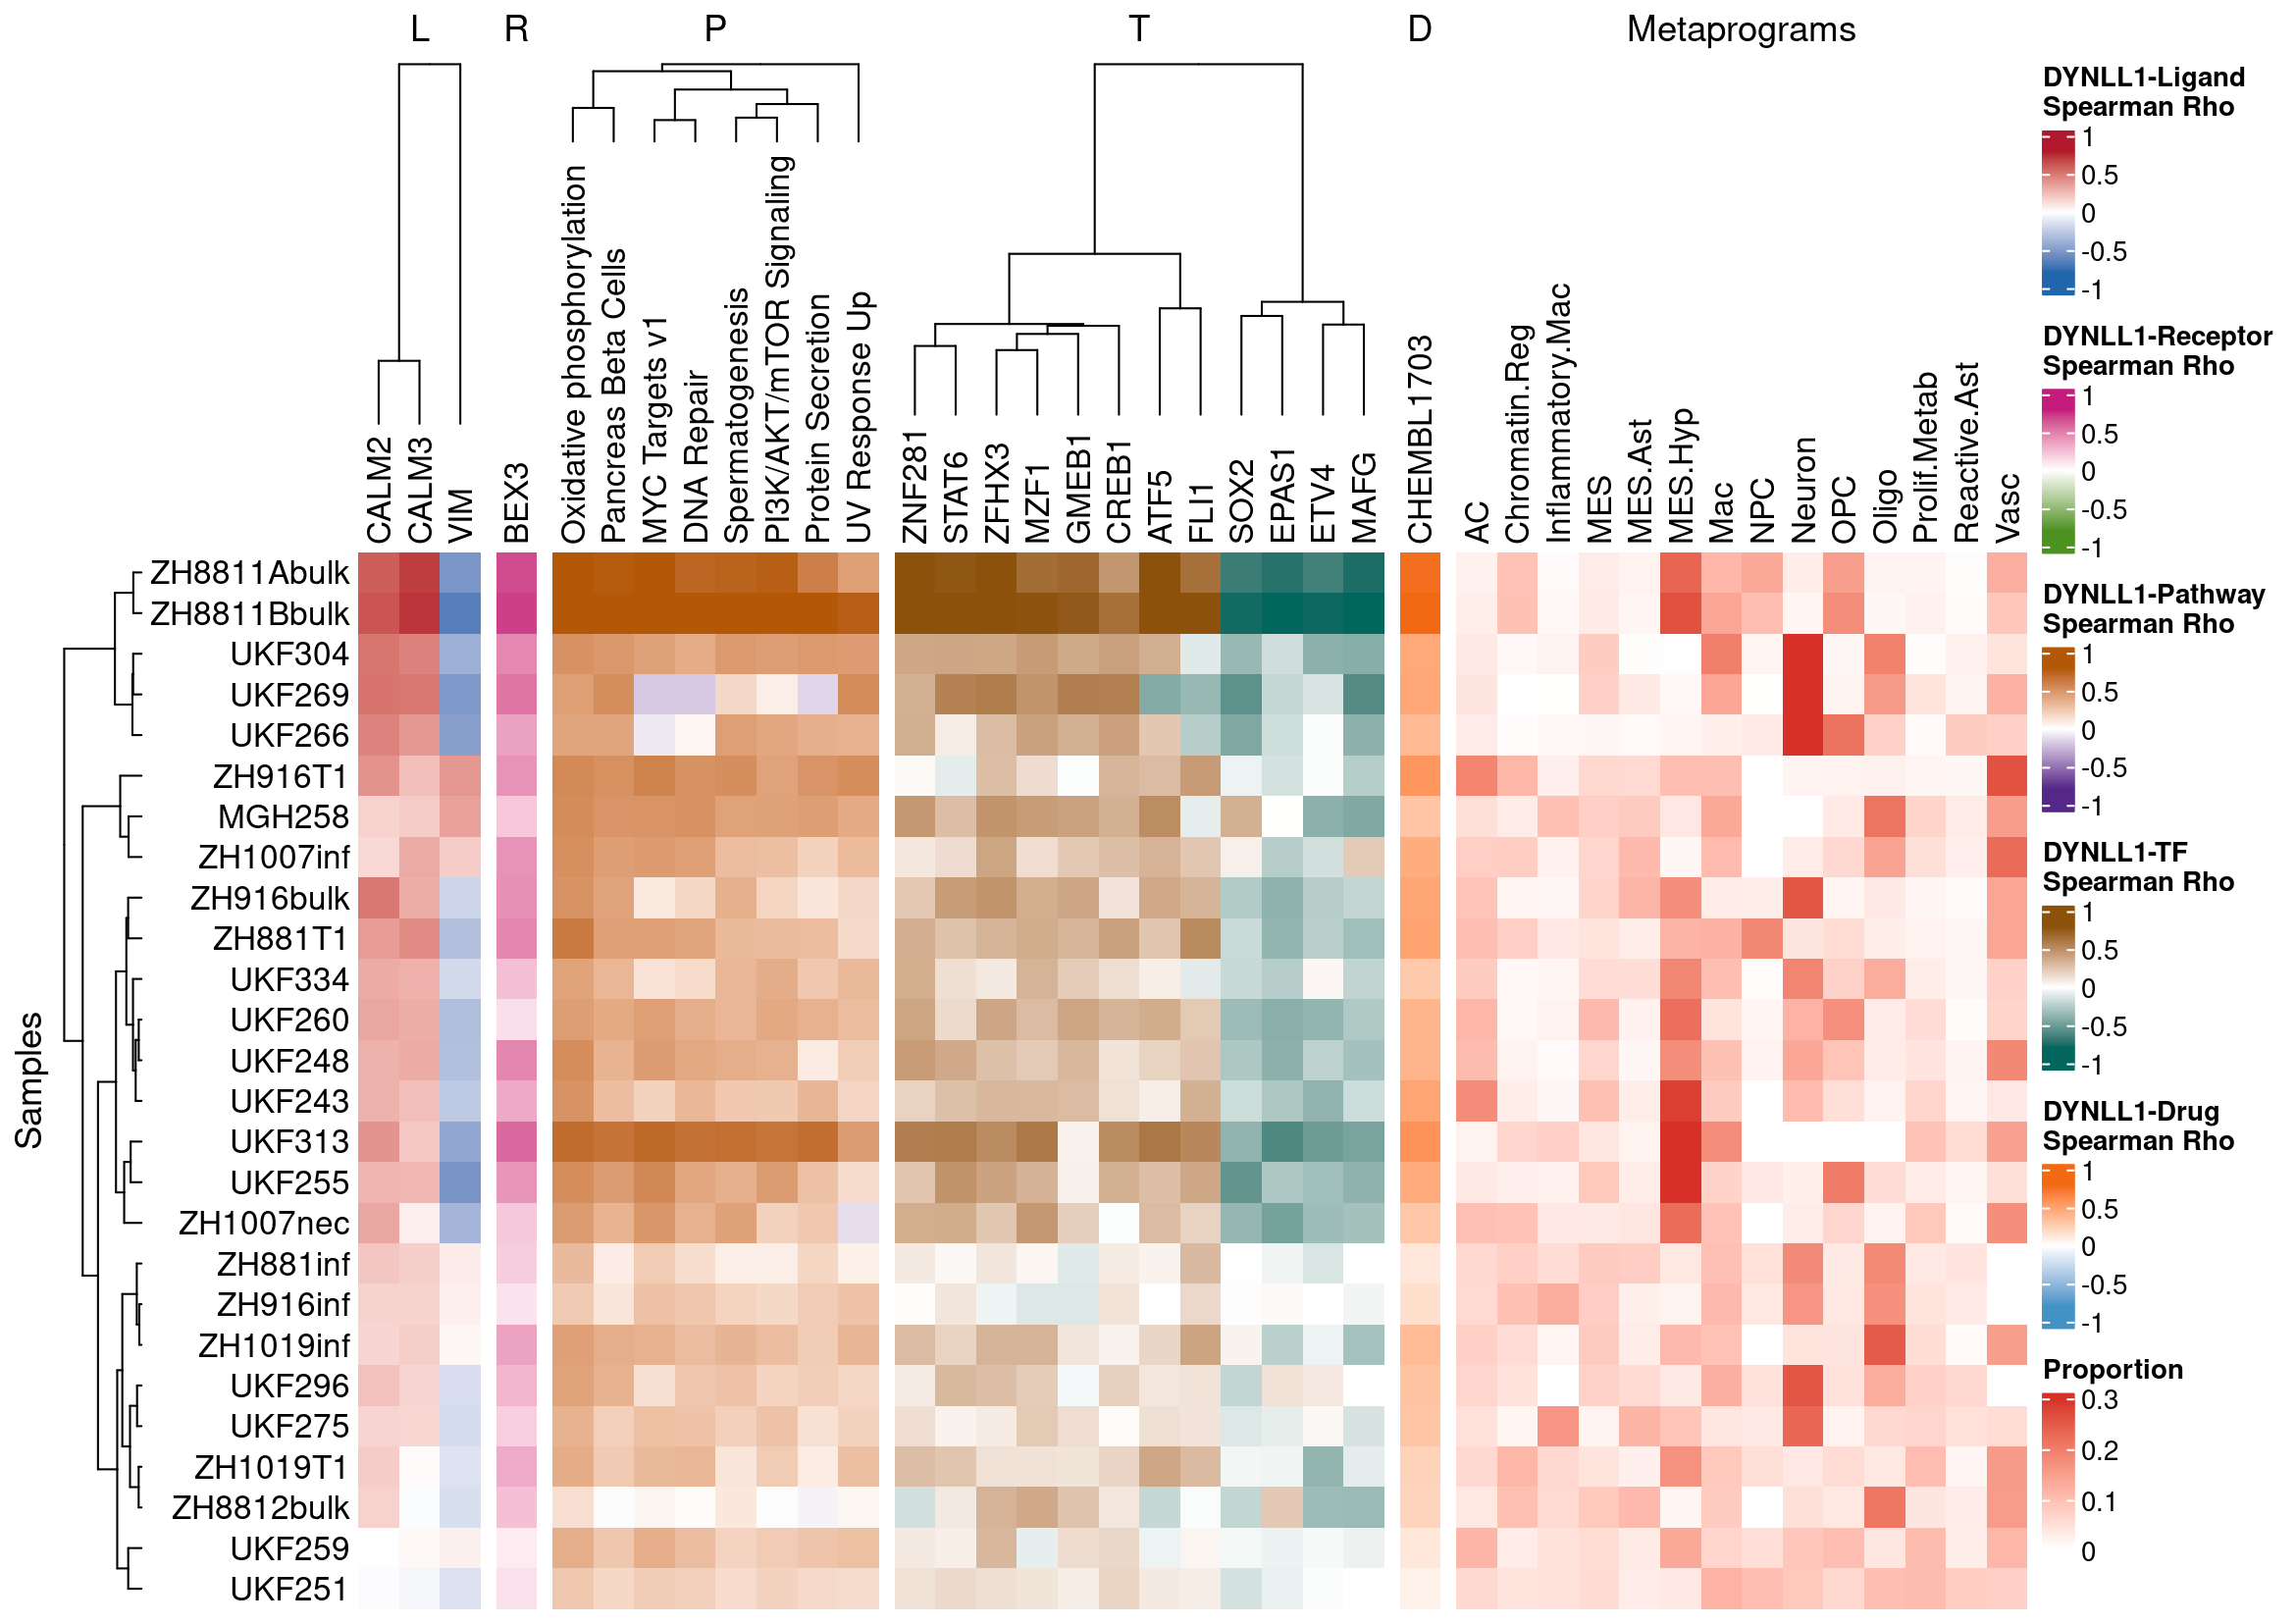 L R P T D Metaprograms
CALM2
CALM3
VIM
BEX3
Oxidative phosphorylation
Pancreas Beta Cells
MYC Targets v1
DNA Repair
Spermatogenesis
PI3K/AKT/mTOR Signaling
Protein Secretion
UV Response Up
ZNF281
STAT6
ZFHX3
MZF1
GMEB1
CREB1
ATF5
FLI1
SOX2
EPAS1
ETV4
MAFG
CHEMBL1703
AC
Chromatin.Reg
Inflammatory.Mac
MES
MES.Ast
MES.Hyp
Mac
NPC
Neuron
OPC
Oligo
Prolif.Metab
Reactive.Ast
Vasc
Samples
ZH8811Abulk
ZH8811Bbulk
UKF304
UKF269
UKF266
ZH916T1
MGH258
ZH1007inf
ZH916bulk
ZH881T1
UKF334
UKF260
UKF248
UKF243
UKF313
UKF255
ZH1007nec
ZH881inf
ZH916inf
ZH1019inf
UKF296
UKF275
ZH1019T1
ZH8812bulk
UKF259
UKF251
DYNLL1-Ligand
Spearman Rho
1
0.5
0
-0.5
-1
DYNLL1-Receptor
Spearman Rho
1
0.5
0
-0.5
-1
DYNLL1-Pathway
Spearman Rho
1
0.5
0
-0.5
-1
DYNLL1-TF
Spearman Rho
1
0.5
0
-0.5
-1
DYNLL1-Drug
Spearman Rho
1
0.5
0
-0.5
-1
Proportion
0.3
0.2
0.1
0